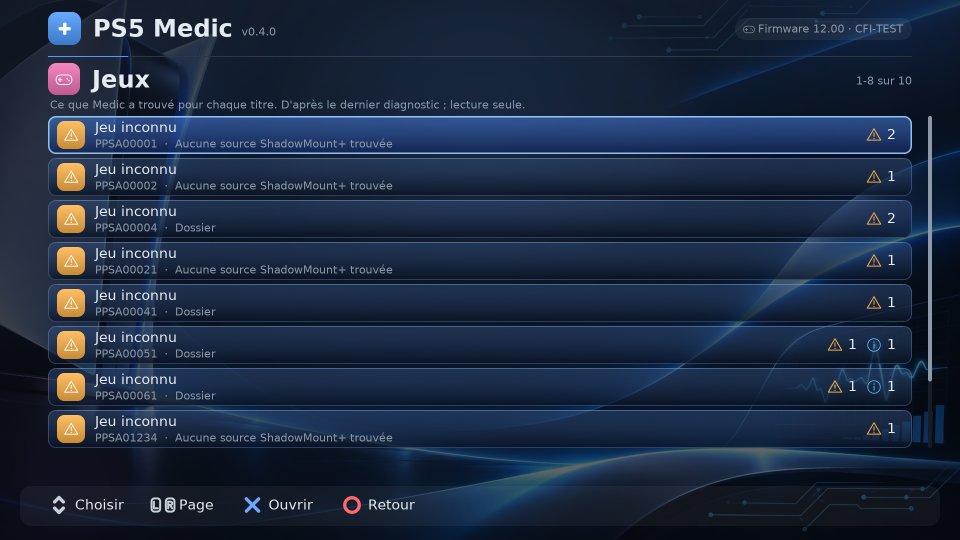 PS5 Medic v0.4.0
Firmware 12.00 · CFI-TEST
Jeux
1-8 sur 10
Ce que Medic a trouvé pour chaque titre. D'après le dernier diagnostic ; lecture seule.
Jeu inconnu
PPSA00001 · Aucune source ShadowMount+ trouvée
2
Jeu inconnu
PPSA00002 · Aucune source ShadowMount+ trouvée
1
Jeu inconnu
PPSA00004 · Dossier
2
Jeu inconnu
PPSA00021 · Aucune source ShadowMount+ trouvée
1
Jeu inconnu
PPSA00041 · Dossier
1
Jeu inconnu
PPSA00051 · Dossier
1 1
Jeu inconnu
PPSA00061 · Dossier
1 1
Jeu inconnu
PPSA01234 · Aucune source ShadowMount+ trouvée
1
Choisir L R Page Ouvrir Retour